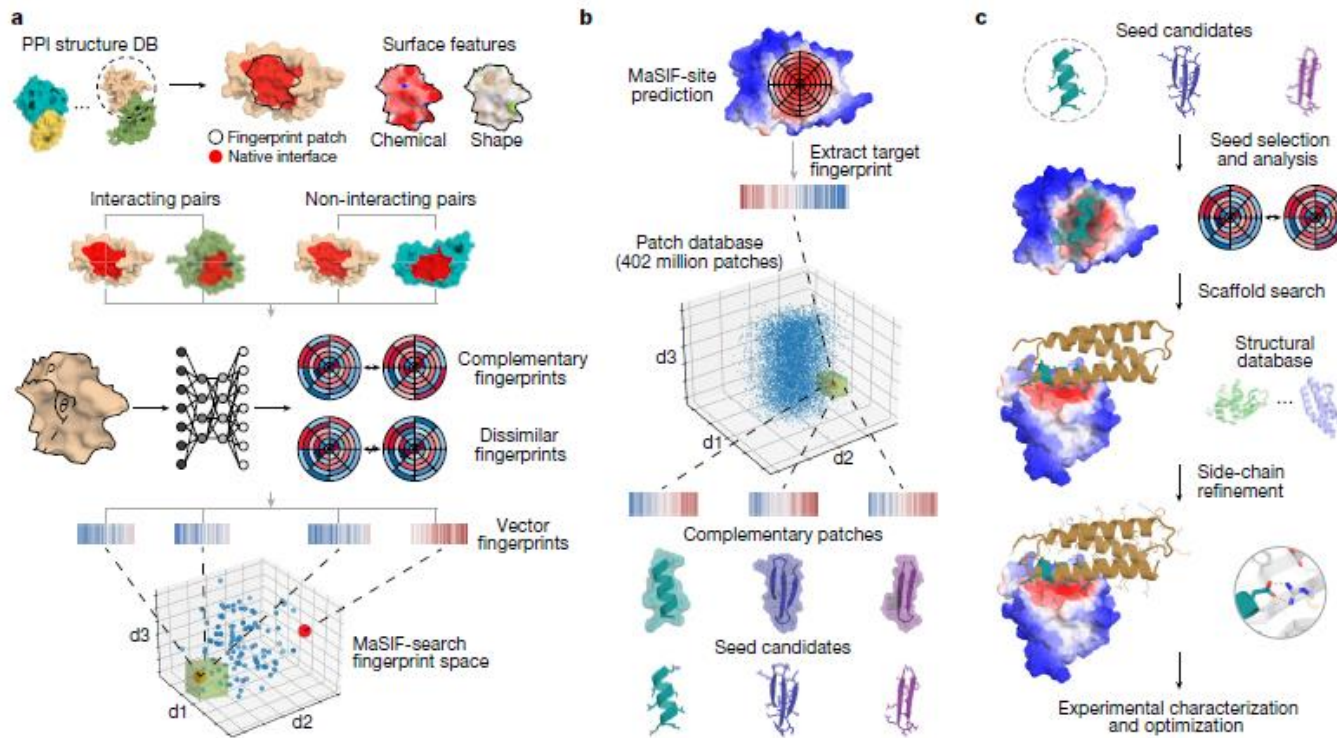 a
PPI structure DB
...
Surface features
Fingerprint patch
Native interface
Chemical
Shape
Interacting pairs
Non-interacting pairs
ρ
θ
Complementary
fingerprints
Dissimilar
fingerprints
Vector
fingerprints
d3
d1
d2
MaSIF-search
fingerprint space
b
MaSIF-site
prediction
Extract target
fingerprint
Patch database
(402 million patches)
d3
d1
d2
Complementary patches
Seed candidates
c
Seed candidates
Seed selection
and analysis
Scaffold search
Structural
database
...
Side-chain
refinement
Experimental characterization
and optimization